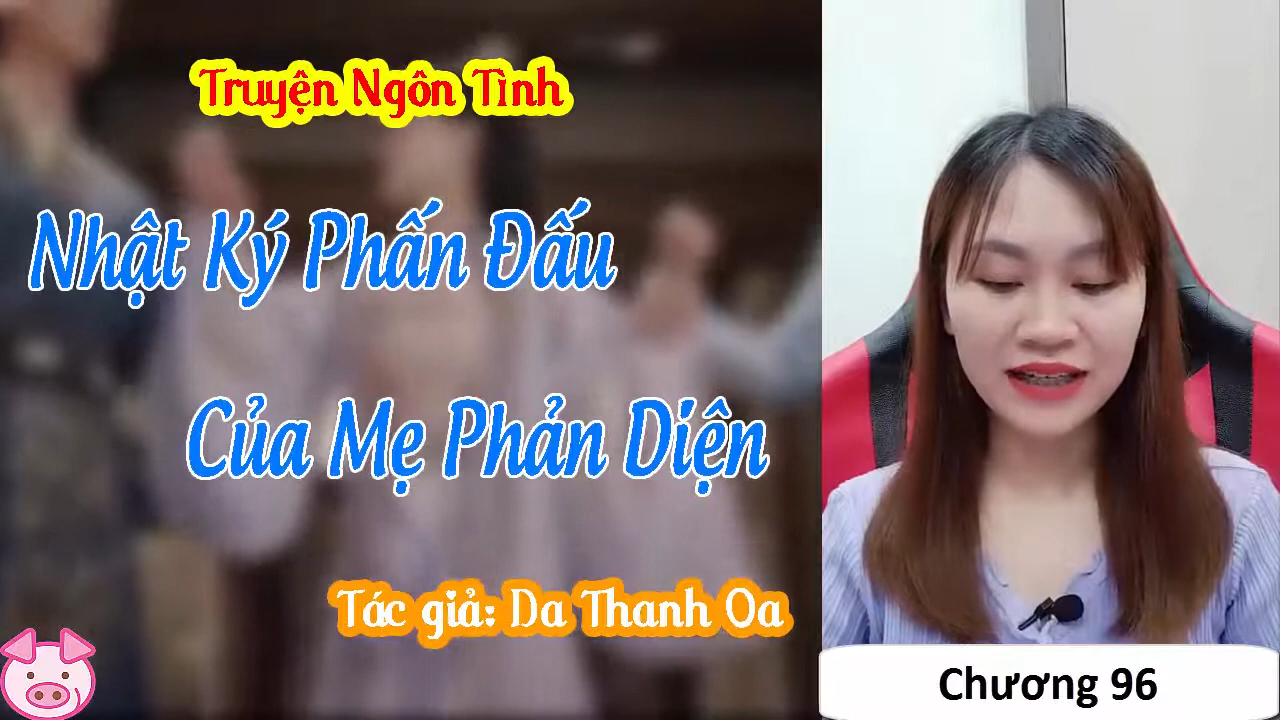 Truyện Ngôn Tình
Nhật Ký Phấn Đấu
Của Mẹ Phản Diện
Tác giả: Da Thanh Oa
Chương 96